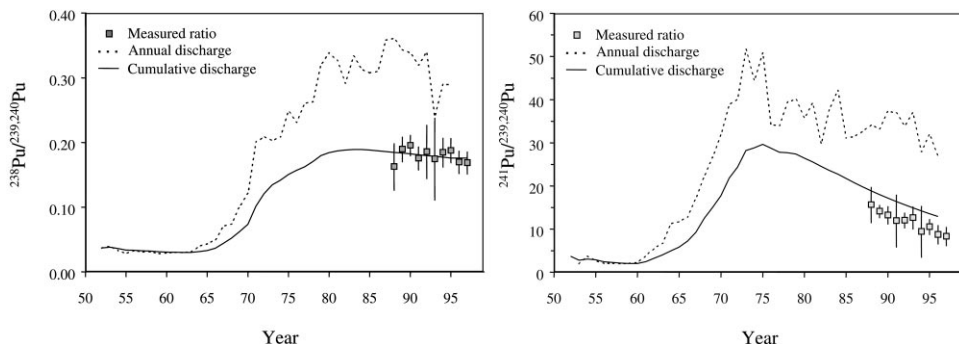 238Pu/239,240Pu
0.40
0.30
0.20
0.10
0.00
Measured ratio
Annual discharge
Cumulative discharge
50 55 60 65 70 75 80 85 90 95
Year
241Pu/239,240Pu
60
50
40
30
20
10
0
Measured ratio
Annual discharge
Cumulative discharge
50 55 60 65 70 75 80 85 90 95
Year